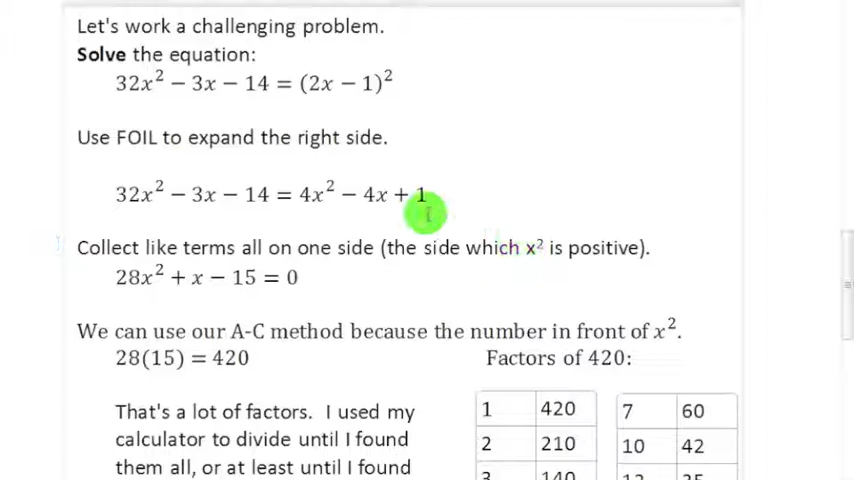 Let's work a challenging problem.
Solve the equation:
32x² − 3x − 14 = (2x − 1)²
Use FOIL to expand the right side.
32x² − 3x − 14 = 4x² − 4x + 1
Collect like terms all on one side (the side which x² is positive).
28x² + x − 15 = 0
We can use our A-C method because the number in front of x².
28(15) = 420
Factors of 420:
That's a lot of factors. I used my
calculator to divide until I found
them all, or at least until I found
1 420
2 210
3 140
7 60
10 42
12 35